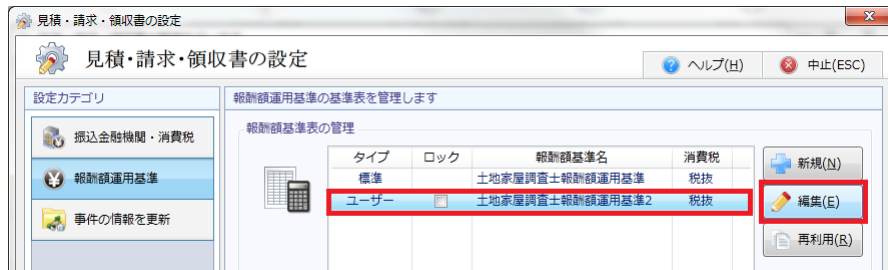 見積・請求・領収書の設定
見積・請求・領収書の設定
ヘルプ(H)
中止(ESC)
設定カテゴリ
報酬額運用基準の基準表を管理します
振込金融機関・消費税
報酬額運用基準
事件の情報を更新
報酬額基準表の管理
タイプ ロック 報酬額基準名 消費税
標準 土地家屋調査士報酬額運用基準 税抜
ユーザー 土地家屋調査士報酬額運用基準2 税抜
新規(N)
編集(E)
再利用(R)